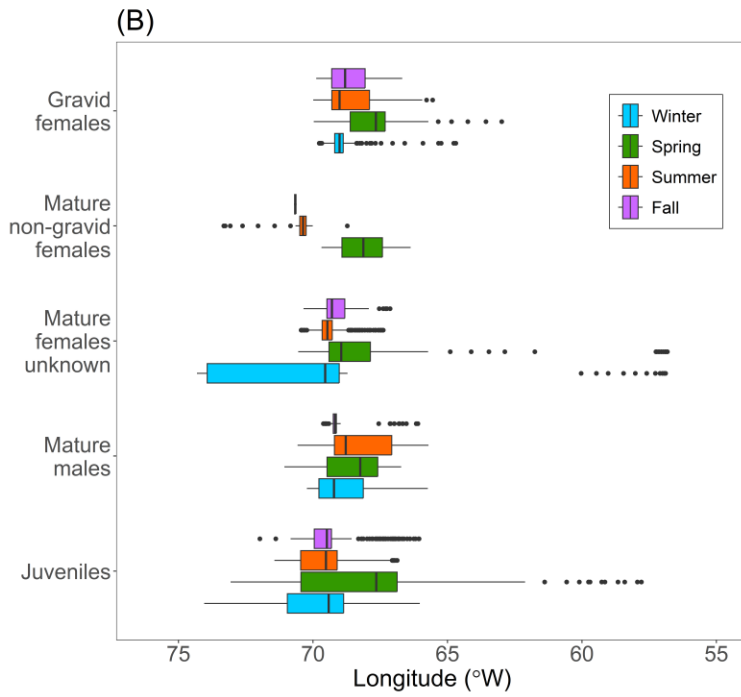 (B)
Gravid
females
Mature
non-gravid
females
Mature
females
unknown
Mature
males
Juveniles
Winter
Spring
Summer
Fall
75 70 65 60 55
Longitude (°W)